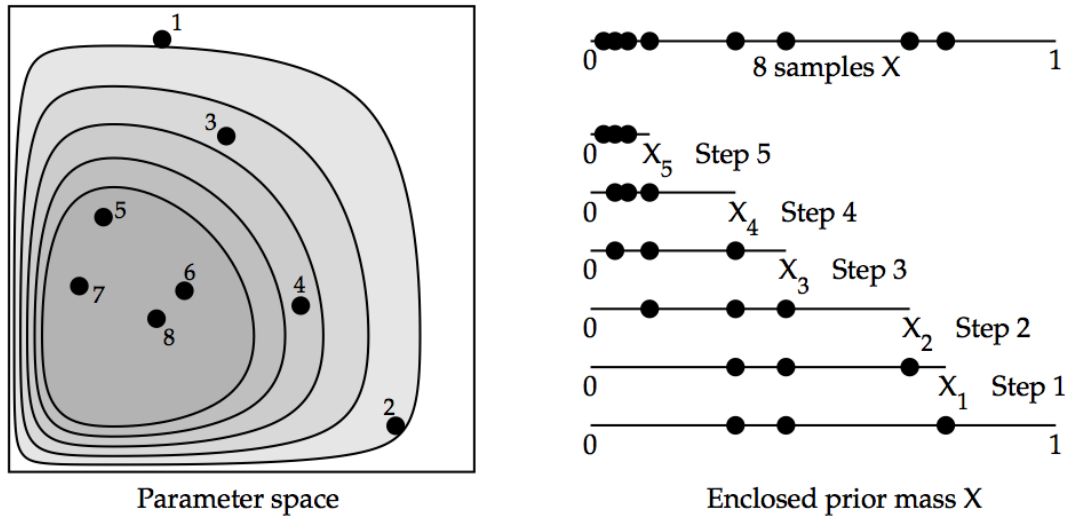 1
3
5
6
7
4
8
2
Parameter space
0 8 samples X 1
0 X5 Step 5
0 X4 Step 4
0 X3 Step 3
0 X2 Step 2
0 X1 Step 1
0 1
Enclosed prior mass X